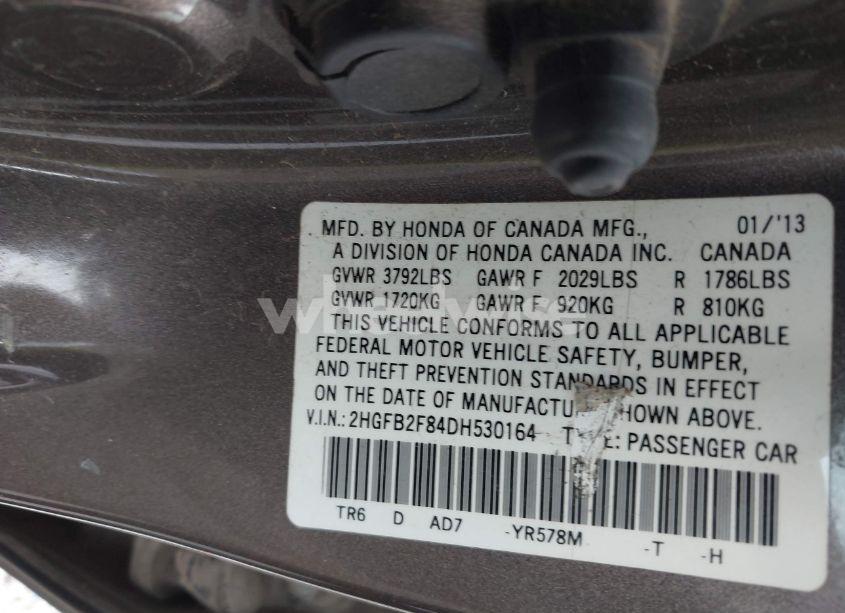 MFD. BY HONDA OF CANADA MFG., 01/'13
A DIVISION OF HONDA CANADA INC. CANADA
GVWR 3792LBS GAWR F 2029LBS R 1786LBS
GVWR 1720KG GAWR F 920KG R 810KG
THIS VEHICLE CONFORMS TO ALL APPLICABLE
FEDERAL MOTOR VEHICLE SAFETY, BUMPER,
AND THEFT PREVENTION STANDARDS IN EFFECT
ON THE DATE OF MANUFACTU SHOWN ABOVE.
V.I.N.: 2HGFB2F84DH530164 TYPE: PASSENGER CAR
TR6 D AD7 -YR578M -T -H